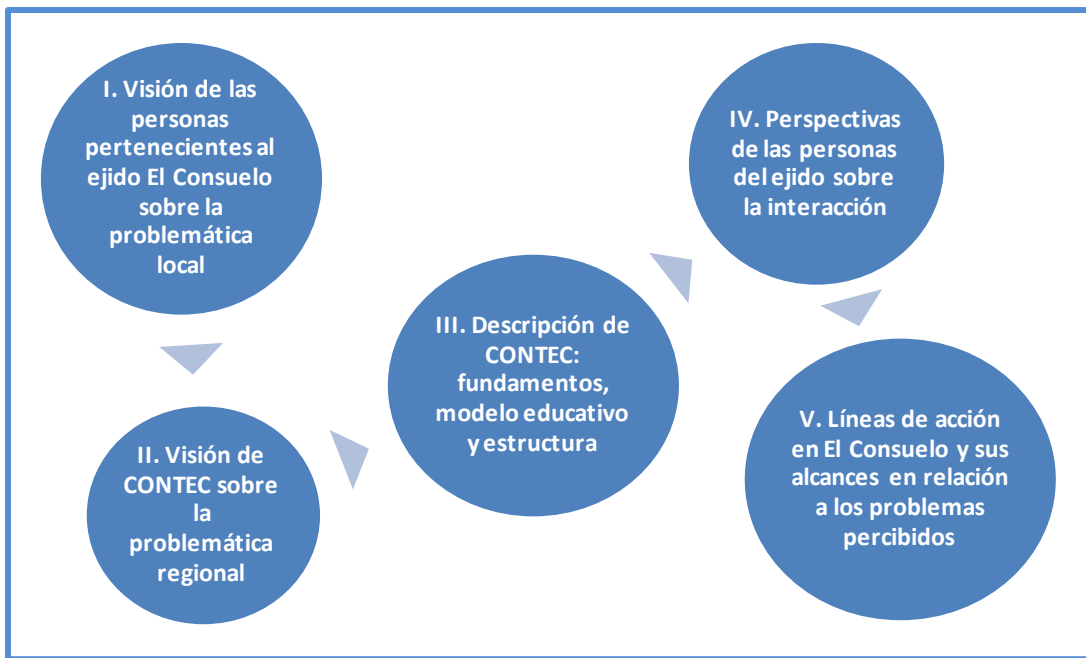 I. Visión de las
personas
pertenecientes al
ejido El Consuelo
sobre la
problemática
local
II. Visión de
CONTEC sobre
la
problemática
regional
III. Descripción de
CONTEC:
fundamentos,
modelo educativo
y estructura
IV. Perspectivas
de las personas
del ejido sobre
la interacción
V. Líneas de acción
en El Consuelo y sus
alcances en relación
a los problemas
percibidos